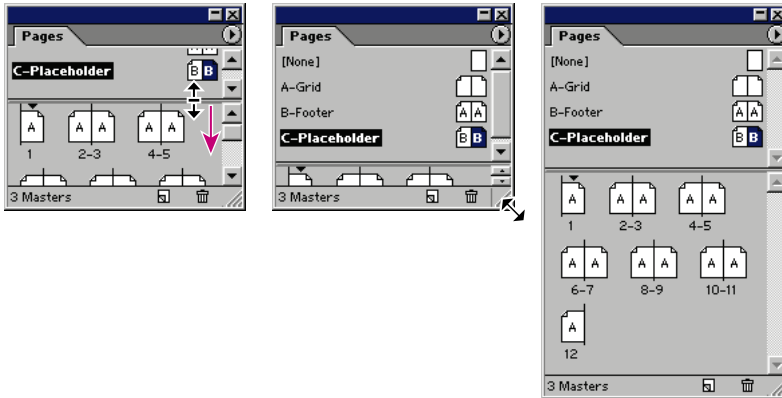 Pages
C-Placeholder
B B
A
A A
A A
1
2-3
4-5
3 Masters
Pages
[None]
A-Grid
B-Footer
A A
C-Placeholder
B B
3 Masters
Pages
[None]
A-Grid
B-Footer
A A
C-Placeholder
B B
A
A A
A A
1
2-3
4-5
A A
A A
A A
6-7
8-9
10-11
A
12
3 Masters